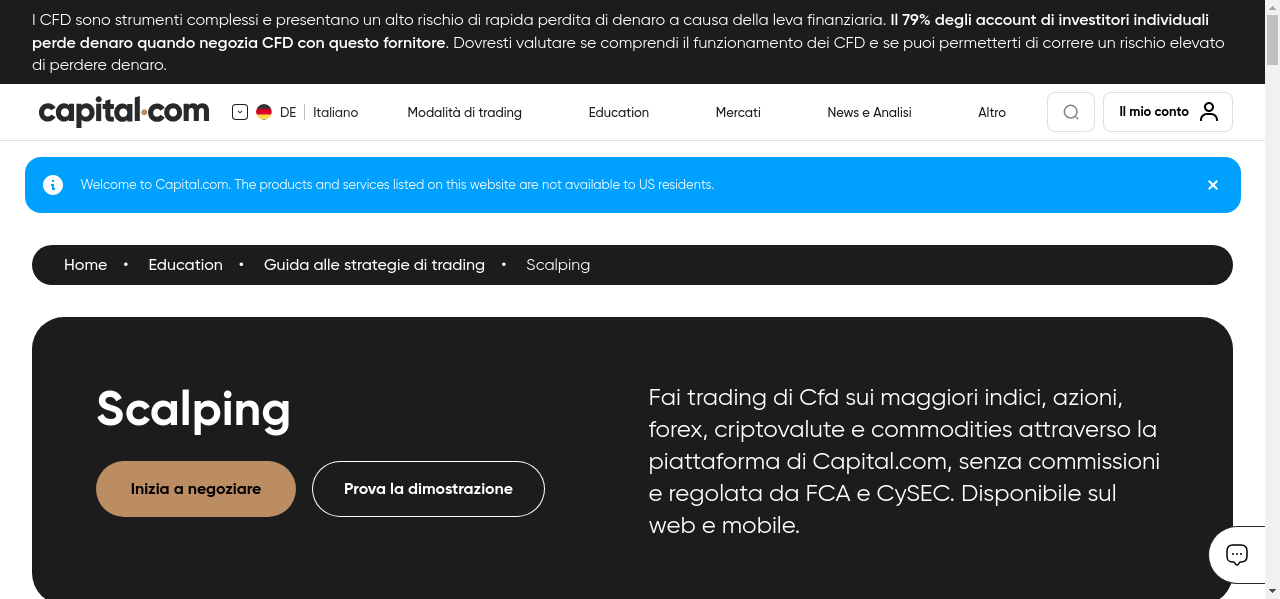 I CFD sono strumenti complessi e presentano un alto rischio di rapida perdita di denaro a causa della leva finanziaria. Il 79% degli account di investitori individuali
perde denaro quando negozia CFD con questo fornitore. Dovresti valutare se comprendi il funzionamento dei CFD e se puoi permetterti di correre un rischio elevato
di perdere denaro.
capital.com DE Italiano Modalità di trading Education Mercati News e Analisi Altro Il mio conto
Welcome to Capital.com. The products and services listed on this website are not available to US residents.
Home • Education • Guida alle strategie di trading • Scalping
Scalping
Inizia a negoziare Prova la dimostrazione
Fai trading di Cfd sui maggiori indici, azioni,
forex, criptovalute e commodities attraverso la
piattaforma di Capital.com, senza commissioni
e regolata da FCA e CySEC. Disponibile sul
web e mobile.